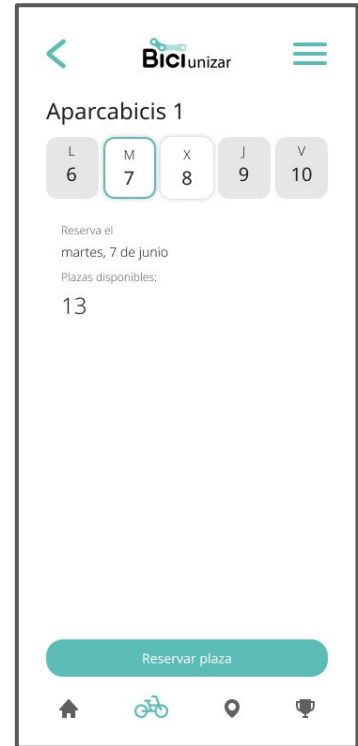 Biciunizar
Aparcabicis 1
L M X J V
6 7 8 9 10
Reserva el
martes, 7 de junio
Plazas disponibles:
13
Reservar plaza